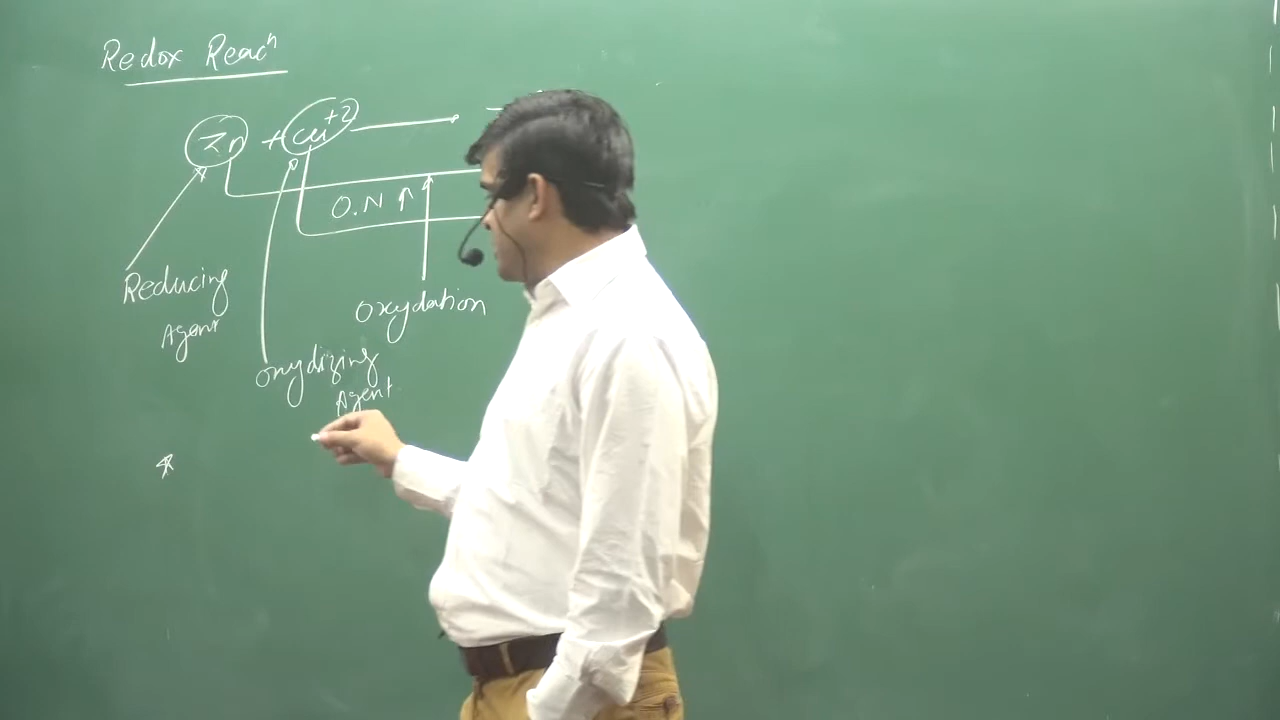 Redox Reacⁿ
Zn + Cu⁺²
O.N ↑
Reducing
Agent
Oxydation
Oxydizing
Agent